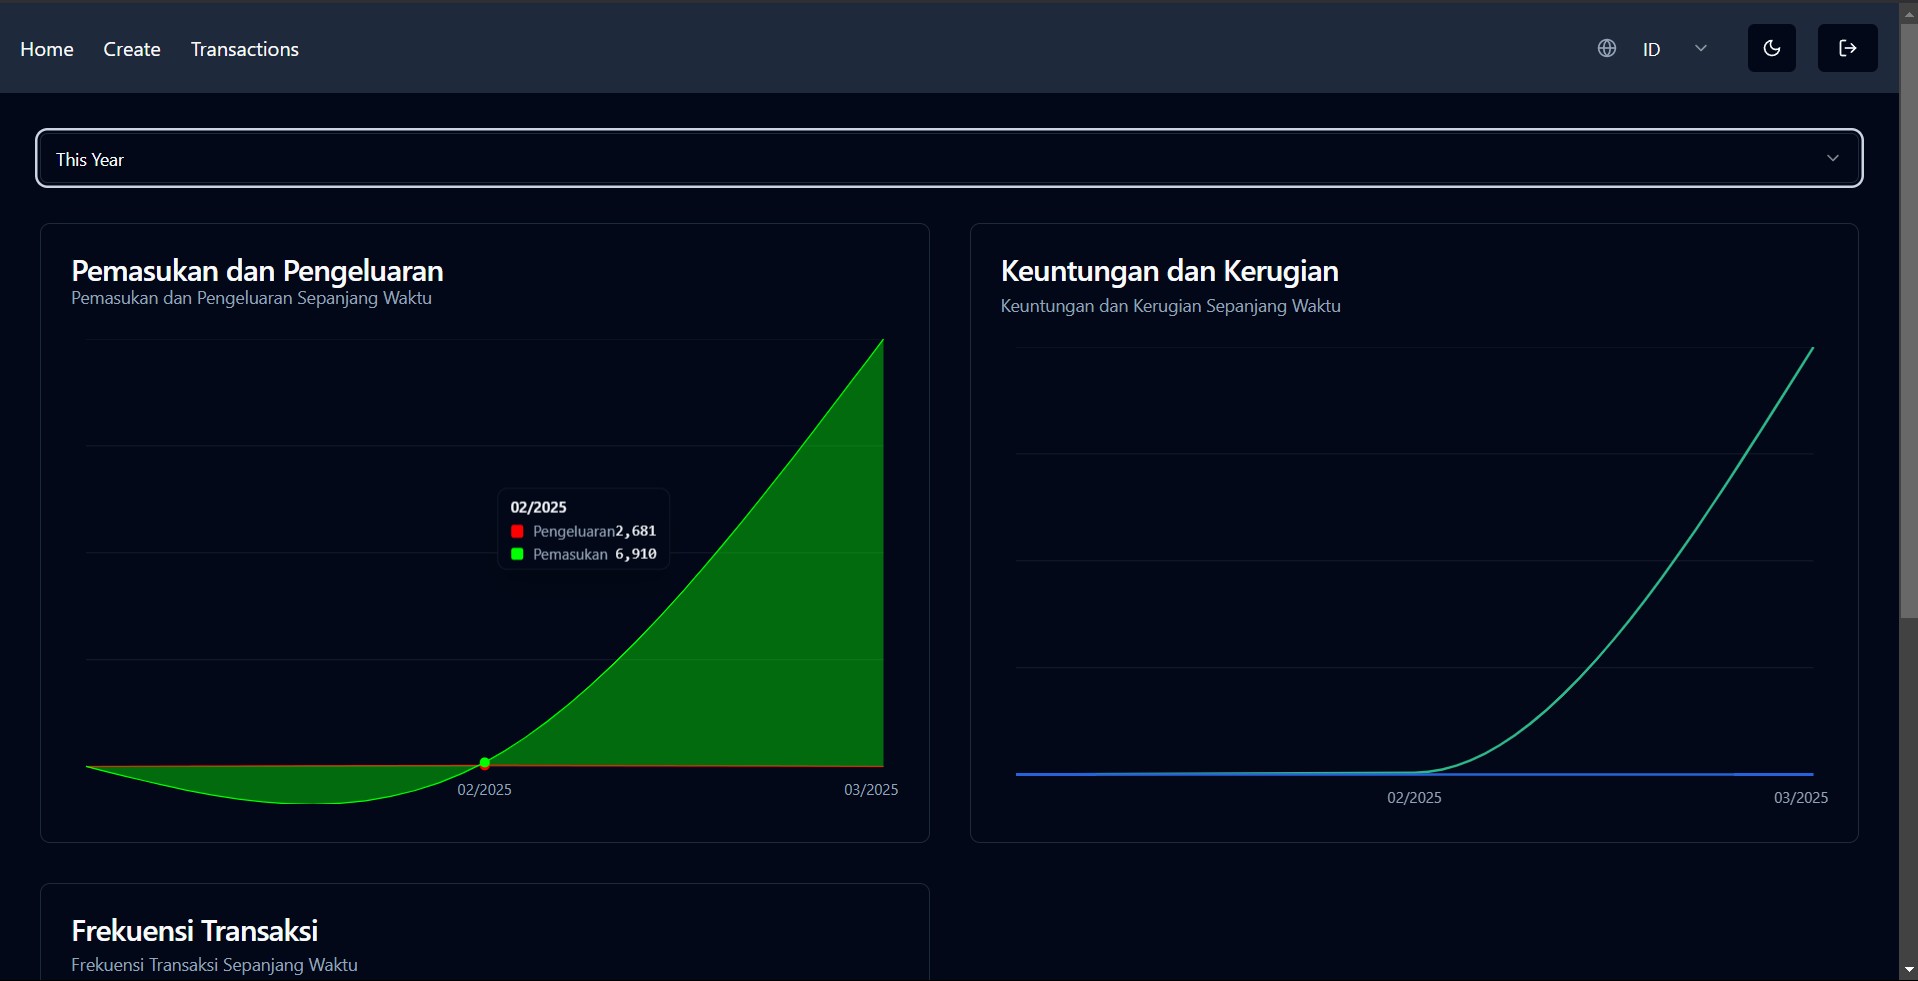 Home Create Transactions ID
This Year
Pemasukan dan Pengeluaran
Pemasukan dan Pengeluaran Sepanjang Waktu
02/2025
Pengeluaran2,681
Pemasukan 6,910
02/2025 03/2025
Keuntungan dan Kerugian
Keuntungan dan Kerugian Sepanjang Waktu
02/2025 03/2025
Frekuensi Transaksi
Frekuensi Transaksi Sepanjang Waktu